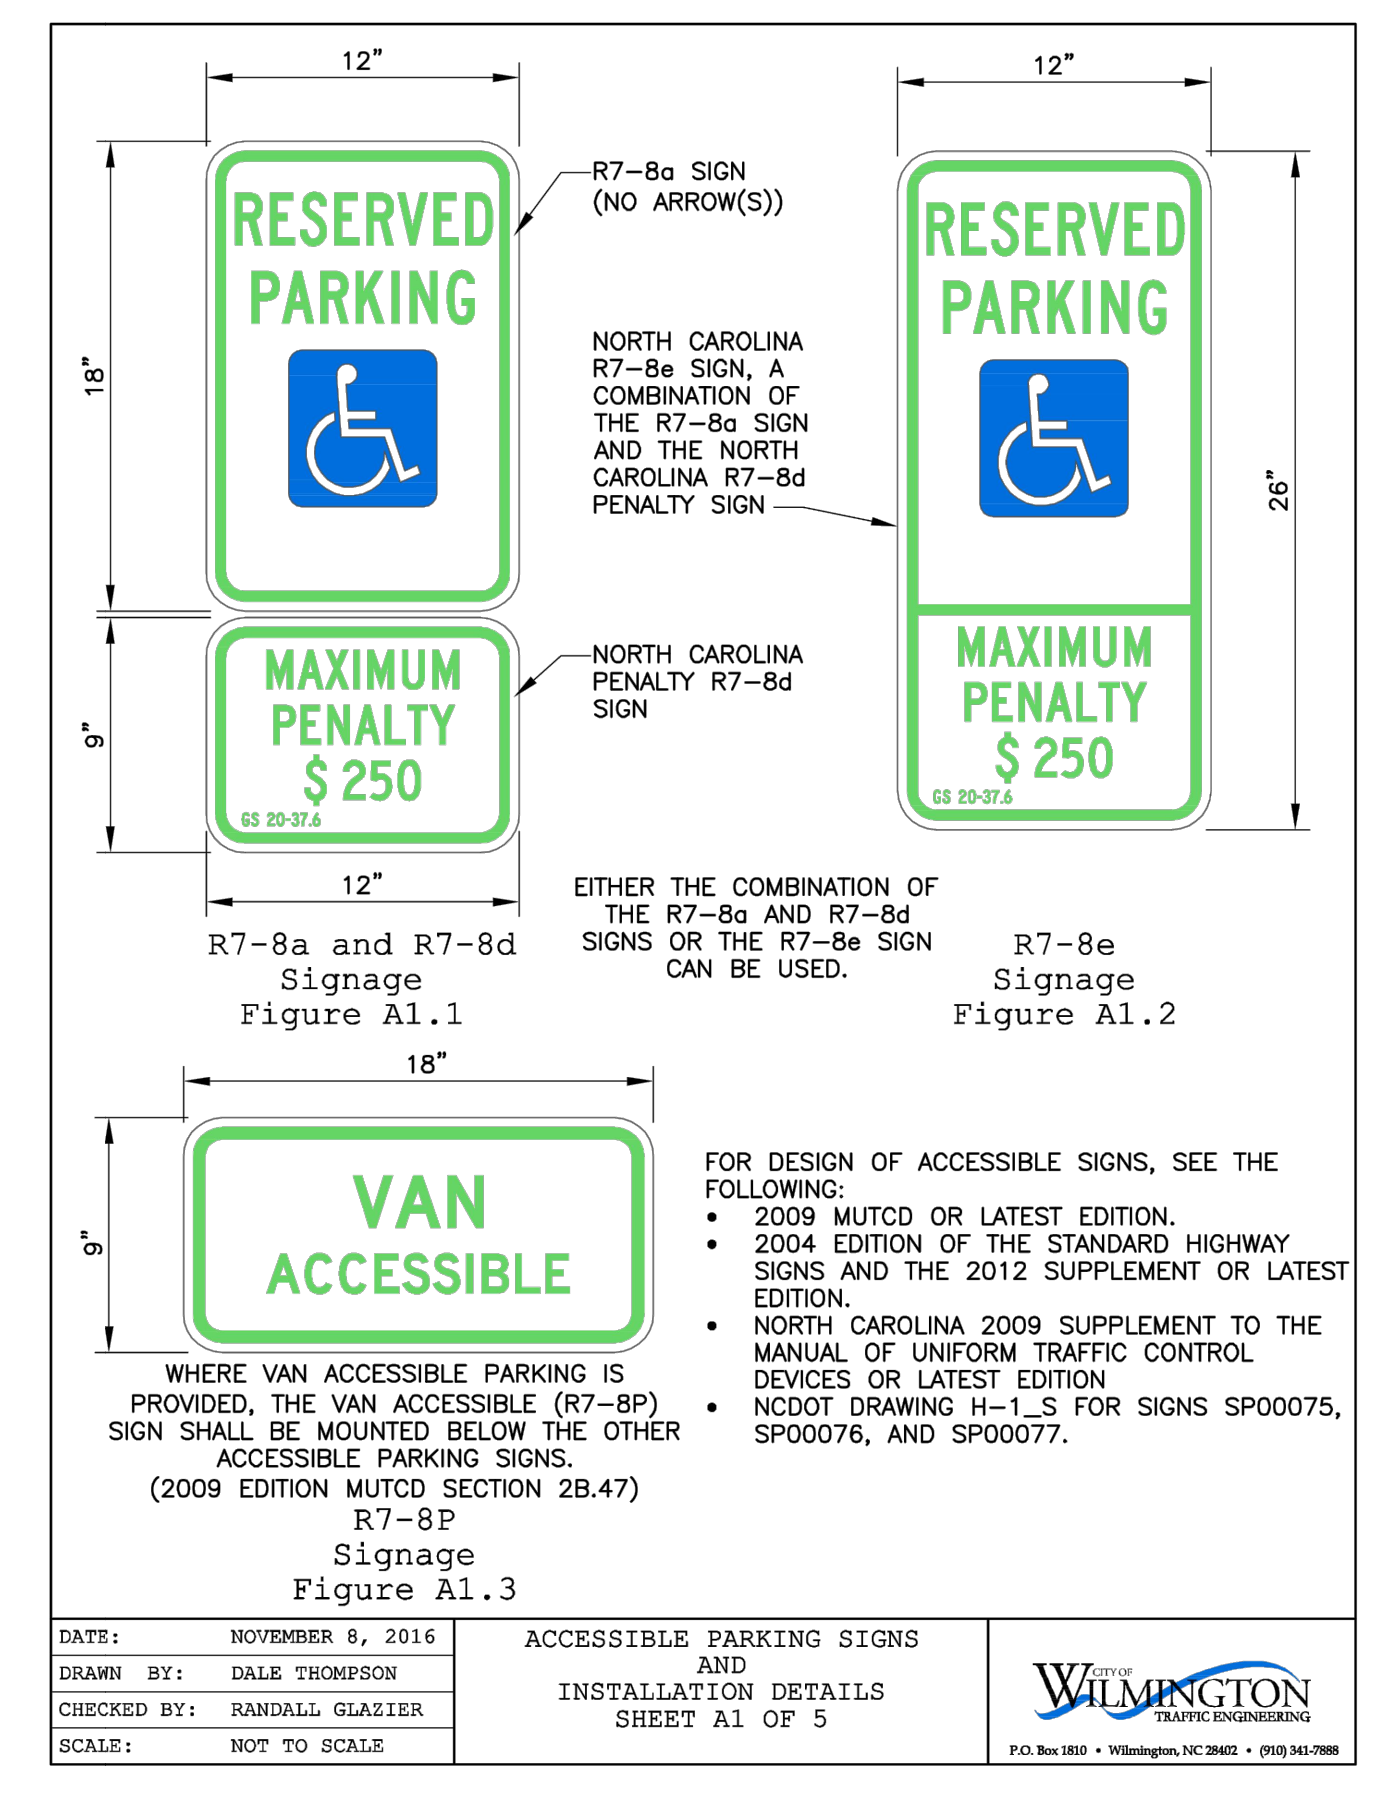 12”
18”
RESERVED
PARKING
R7-8a SIGN
(NO ARROW(S))
9”
MAXIMUM
PENALTY
$ 250
GS 20-37.6
NORTH CAROLINA
PENALTY R7-8d
SIGN
12”
R7-8a and R7-8d
Signage
Figure A1.1
NORTH CAROLINA
R7-8e SIGN, A
COMBINATION OF
THE R7-8a SIGN
AND THE NORTH
CAROLINA R7-8d
PENALTY SIGN
12”
RESERVED
PARKING
26”
MAXIMUM
PENALTY
$ 250
GS 20-37.6
EITHER THE COMBINATION OF
THE R7-8a AND R7-8d
SIGNS OR THE R7-8e SIGN
CAN BE USED.
R7-8e
Signage
Figure A1.2
18”
9”
VAN
ACCESSIBLE
WHERE VAN ACCESSIBLE PARKING IS
PROVIDED, THE VAN ACCESSIBLE (R7-8P)
SIGN SHALL BE MOUNTED BELOW THE OTHER
ACCESSIBLE PARKING SIGNS.
(2009 EDITION MUTCD SECTION 2B.47)
R7-8P
Signage
Figure A1.3
FOR DESIGN OF ACCESSIBLE SIGNS, SEE THE
FOLLOWING:
• 2009 MUTCD OR LATEST EDITION.
• 2004 EDITION OF THE STANDARD HIGHWAY
SIGNS AND THE 2012 SUPPLEMENT OR LATEST
EDITION.
• NORTH CAROLINA 2009 SUPPLEMENT TO THE
MANUAL OF UNIFORM TRAFFIC CONTROL
DEVICES OR LATEST EDITION
• NCDOT DRAWING H-1_S FOR SIGNS SP00075,
SP00076, AND SP00077.
DATE: NOVEMBER 8, 2016
DRAWN BY: DALE THOMPSON
CHECKED BY: RANDALL GLAZIER
SCALE: NOT TO SCALE
ACCESSIBLE PARKING SIGNS
AND
INSTALLATION DETAILS
SHEET A1 OF 5
CITY OF
WILMINGTON
TRAFFIC ENGINEERING
P.O. Box 1810 • Wilmington, NC 28402 • (910) 341-7888